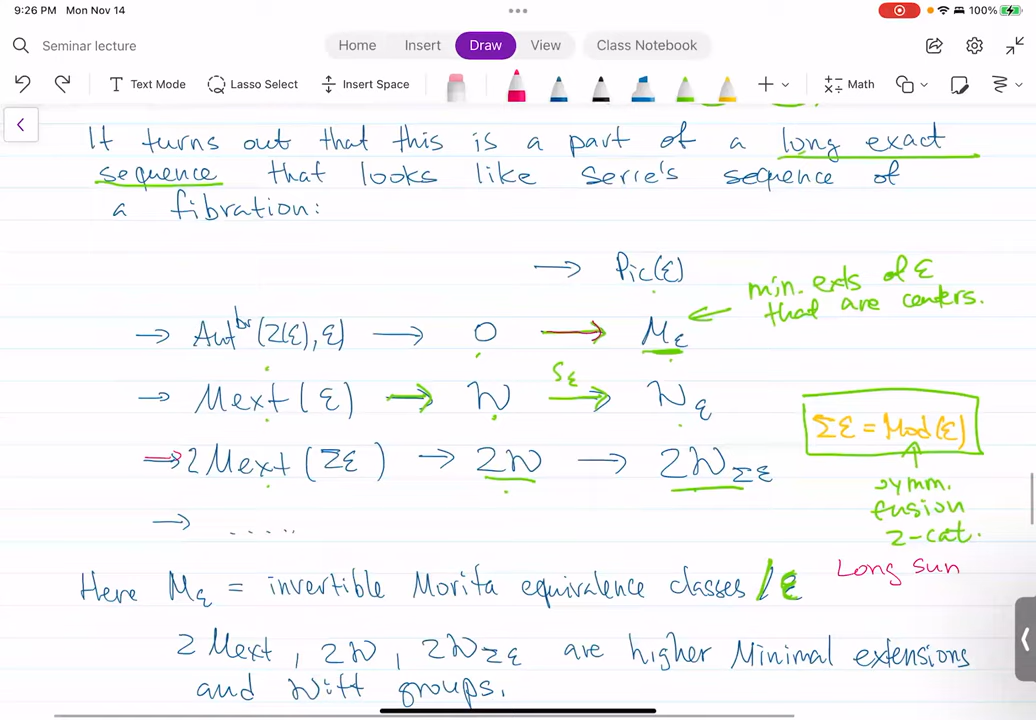 9:26 PM Mon Nov 14
100%
Seminar lecture
Home Insert Draw View Class Notebook
Text Mode Lasso Select Insert Space Math
It turns out that this is a part of a long exact
sequence that looks like Serre's sequence of
a fibration:
→ Pic(ℰ)
min. exts of ℰ
that are centers.
→ Aut^br(Z(ℰ), ℰ) → 0 → M_ℰ ←
→ Mext(ℰ) → W S_ℰ → W_ℰ
Σℰ = Mod(ℰ)
→ 2Mext(Σℰ) → 2W → 2W_Σℰ
symm.
fusion
2-cat.
→ .....
Long Sun
Here M_ℰ = invertible Morita equivalence classes /ℰ
2Mext, 2W, 2W_Σℰ are higher Minimal extensions
and Witt groups.